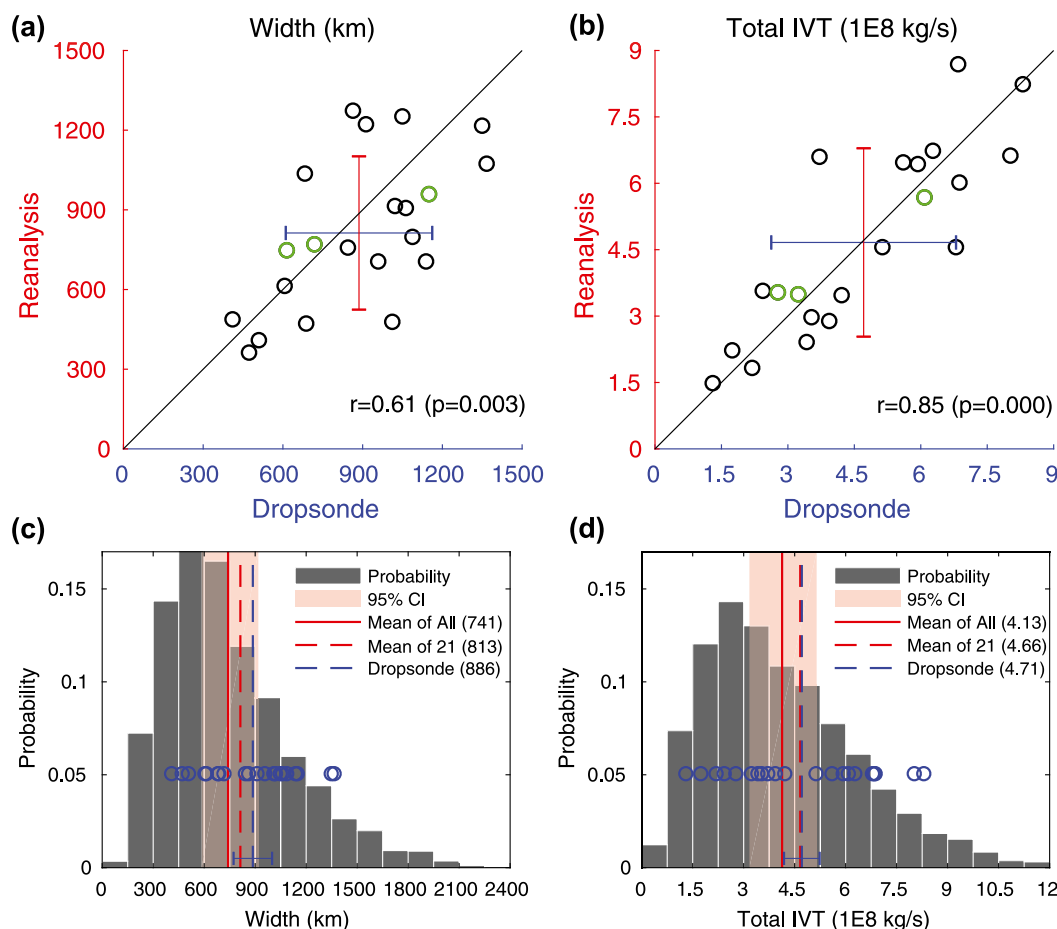 (a)
Width (km)
1500
1200
900
600
300
0
Reanalysis
r=0.61 (p=0.003)
0 300 600 900 1200 1500
Dropsonde
(b)
Total IVT (1E8 kg/s)
9
7.5
6
4.5
3
1.5
0
Reanalysis
r=0.85 (p=0.000)
0 1.5 3 4.5 6 7.5 9
Dropsonde
(c)
0.15
0.1
0.05
0
Probability
Probability
95% CI
Mean of All (741)
Mean of 21 (813)
Dropsonde (886)
0 300 600 900 1200 1500 1800 2100 2400
Width (km)
(d)
0.15
0.1
0.05
0
Probability
Probability
95% CI
Mean of All (4.13)
Mean of 21 (4.66)
Dropsonde (4.71)
0 1.5 3 4.5 6 7.5 9 10.5 12
Total IVT (1E8 kg/s)